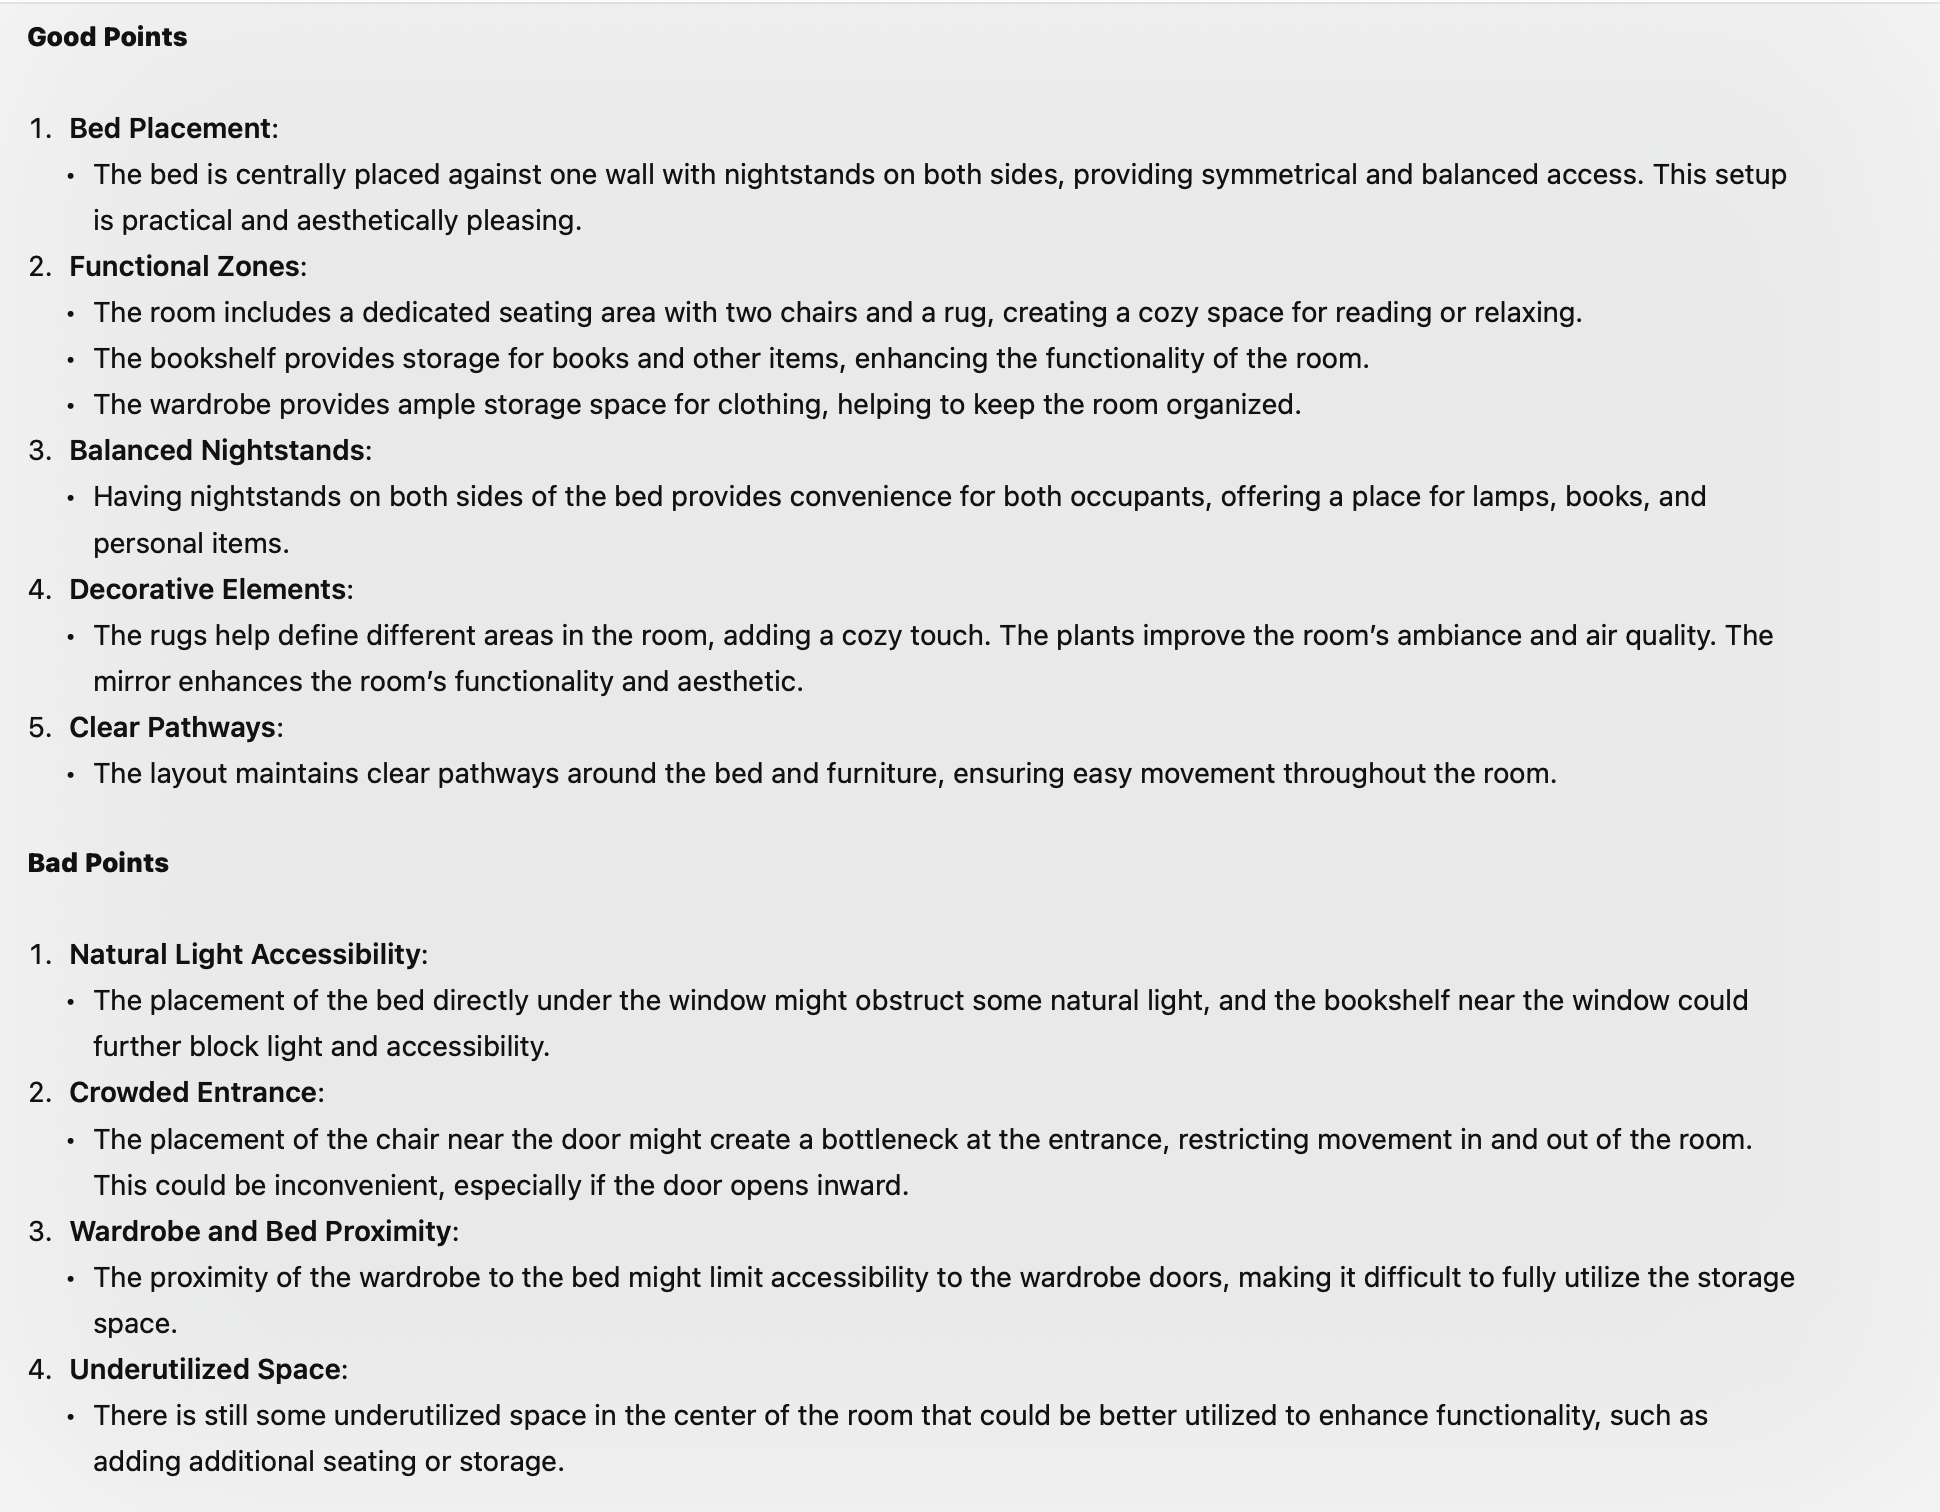 Good Points
1. Bed Placement:
• The bed is centrally placed against one wall with nightstands on both sides, providing symmetrical and balanced access. This setup
is practical and aesthetically pleasing.
2. Functional Zones:
• The room includes a dedicated seating area with two chairs and a rug, creating a cozy space for reading or relaxing.
• The bookshelf provides storage for books and other items, enhancing the functionality of the room.
• The wardrobe provides ample storage space for clothing, helping to keep the room organized.
3. Balanced Nightstands:
• Having nightstands on both sides of the bed provides convenience for both occupants, offering a place for lamps, books, and
personal items.
4. Decorative Elements:
• The rugs help define different areas in the room, adding a cozy touch. The plants improve the room’s ambiance and air quality. The
mirror enhances the room’s functionality and aesthetic.
5. Clear Pathways:
• The layout maintains clear pathways around the bed and furniture, ensuring easy movement throughout the room.
Bad Points
1. Natural Light Accessibility:
• The placement of the bed directly under the window might obstruct some natural light, and the bookshelf near the window could
further block light and accessibility.
2. Crowded Entrance:
• The placement of the chair near the door might create a bottleneck at the entrance, restricting movement in and out of the room.
This could be inconvenient, especially if the door opens inward.
3. Wardrobe and Bed Proximity:
• The proximity of the wardrobe to the bed might limit accessibility to the wardrobe doors, making it difficult to fully utilize the storage
space.
4. Underutilized Space:
• There is still some underutilized space in the center of the room that could be better utilized to enhance functionality, such as
adding additional seating or storage.